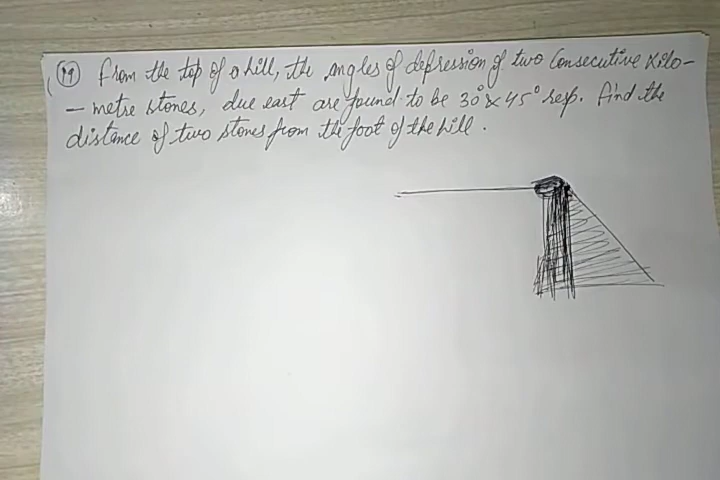 (19) from the top of a hill, the angles of depression of two Consecutive Kilo-
- metre stones, due east are found to be 30° & 45° resp. find the
distance of two stones from the foot of the hill.